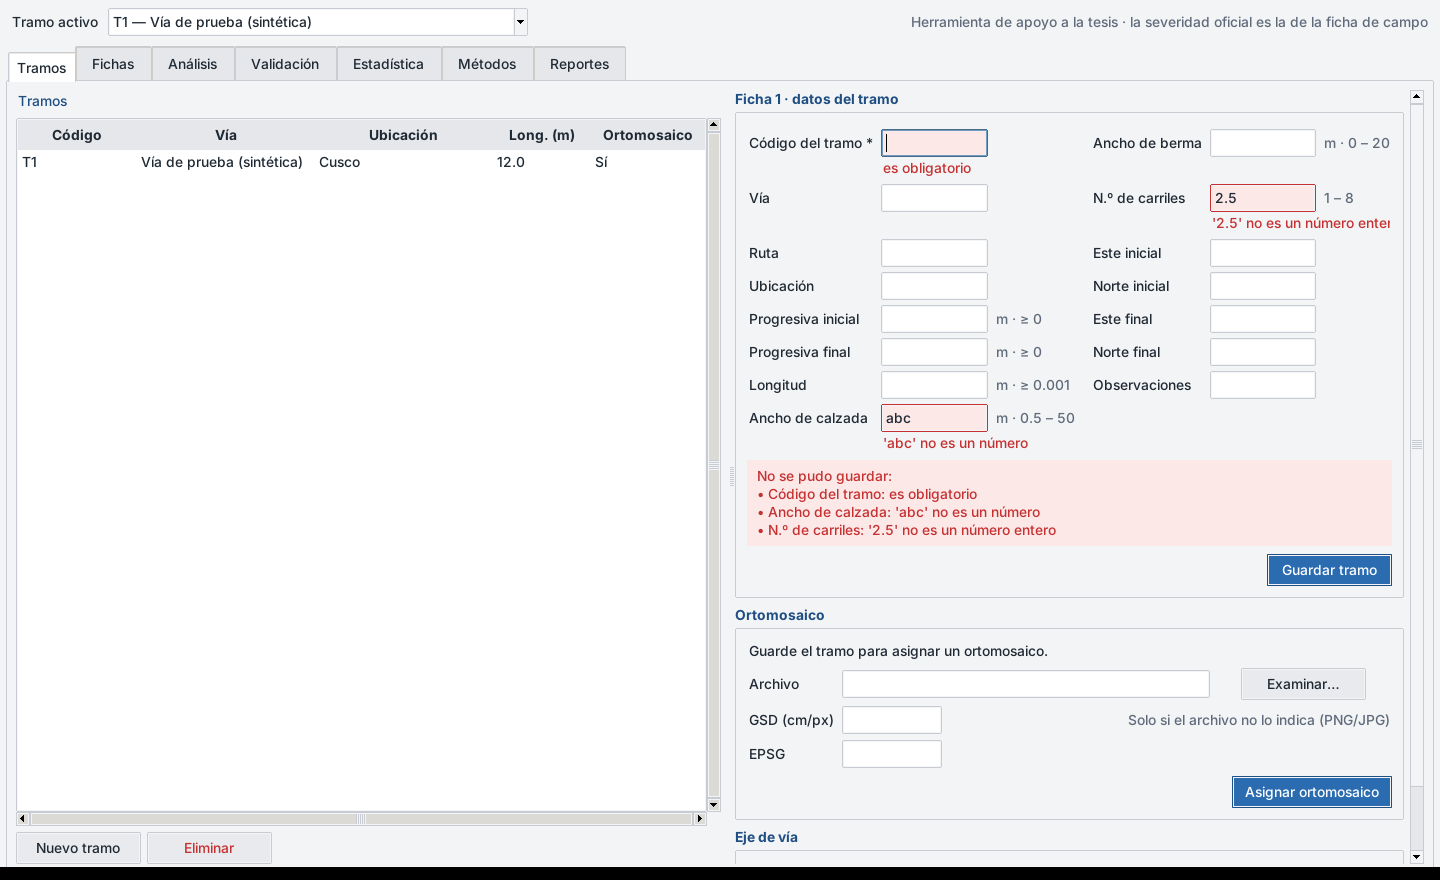 Tramo activo T1 — Vía de prueba (sintética) Herramienta de apoyo a la tesis · la severidad oficial es la de la ficha de campo
Tramos Fichas Análisis Validación Estadística Métodos Reportes
Tramos
Código Vía Ubicación Long. (m) Ortomosaico
T1 Vía de prueba (sintética) Cusco 12.0 Sí
Nuevo tramo Eliminar
Ficha 1 · datos del tramo
Código del tramo * Ancho de berma m · 0 – 20
es obligatorio
Vía N.º de carriles 2.5 1 – 8
'2.5' no es un número enter
Ruta Este inicial
Ubicación Norte inicial
Progresiva inicial m · ≥ 0 Este final
Progresiva final m · ≥ 0 Norte final
Longitud m · ≥ 0.001 Observaciones
Ancho de calzada abc m · 0.5 – 50
'abc' no es un número
No se pudo guardar:
• Código del tramo: es obligatorio
• Ancho de calzada: 'abc' no es un número
• N.º de carriles: '2.5' no es un número entero
Guardar tramo
Ortomosaico
Guarde el tramo para asignar un ortomosaico.
Archivo Examinar...
GSD (cm/px) Solo si el archivo no lo indica (PNG/JPG)
EPSG
Asignar ortomosaico
Eje de vía